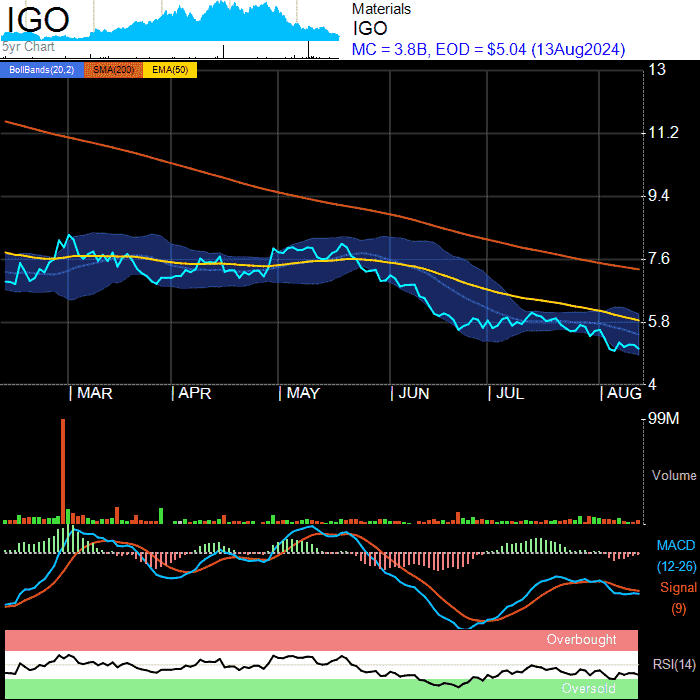 IGO
5yr Chart
Materials
IGO
MC = 3.8B, EOD = $5.04 (13Aug2024)
BollBands(20,2) SMA(200) EMA(50)
13
11.2
9.4
7.6
5.8
4
MAR APR MAY JUN JUL AUG
99M
Volume
MACD
(12-26)
Signal
(9)
Overbought
RSI(14)
Oversold